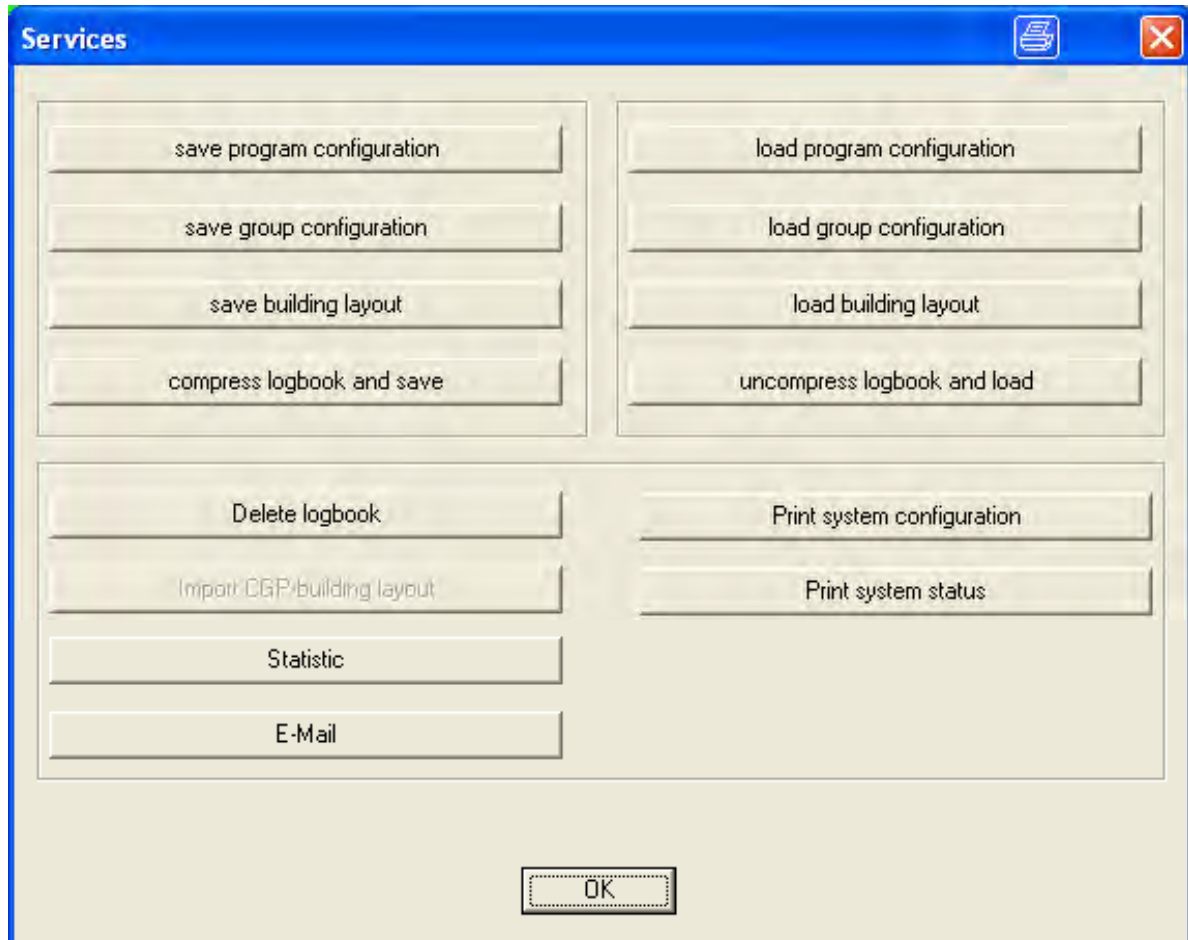 Services
save program configuration
load program configuration
save group configuration
load group configuration
save building layout
load building layout
compress logbook and save
uncompress logbook and load
Delete logbook
Print system configuration
Import CGP-building layout
Print system status
Statistic
E-Mail
OK